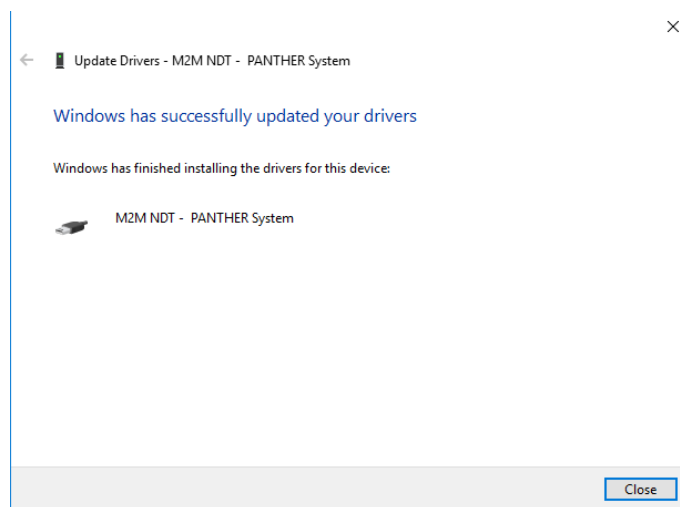 Update Drivers - M2M NDT -  PANTHER System
Windows has successfully updated your drivers
Windows has finished installing the drivers for this device:
M2M NDT -  PANTHER System
Close